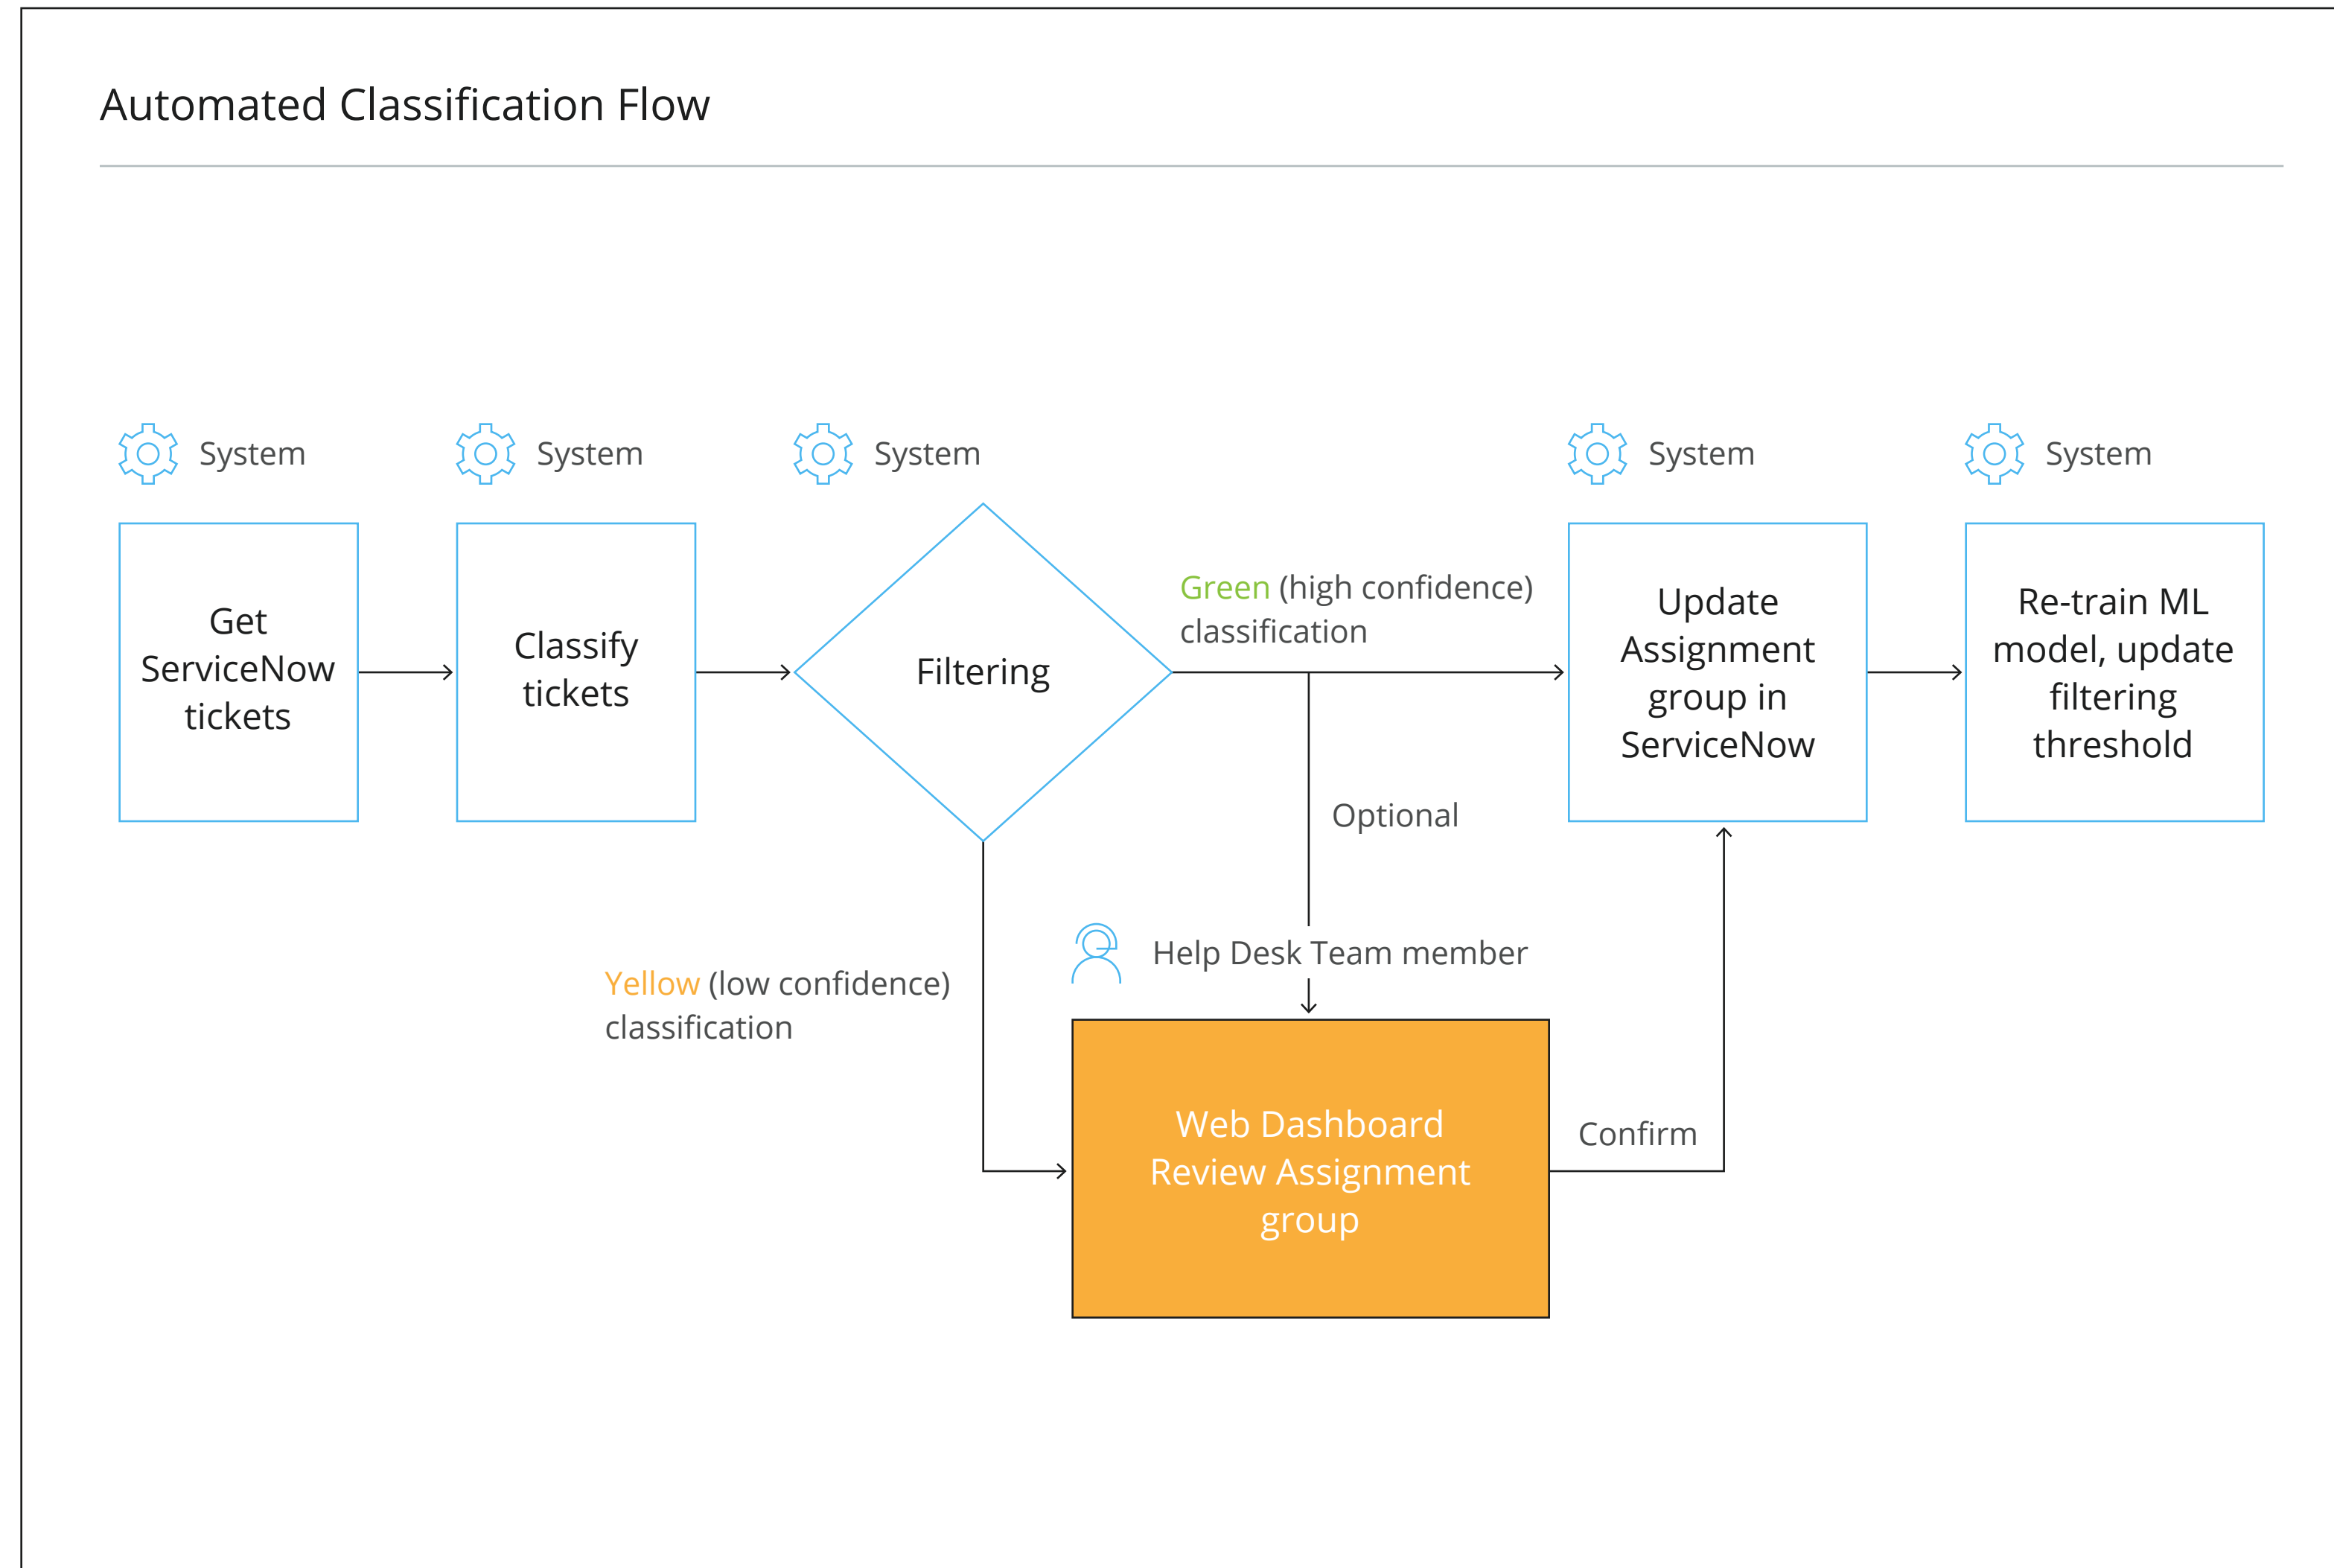 Automated Classification Flow
System
System
System
System
System
Get
ServiceNow
tickets
Classify
tickets
Filtering
Green (high confidence)
classification
Update
Assignment
group in
ServiceNow
Re-train ML
model, update
filtering
threshold
Optional
Yellow (low confidence)
classification
Help Desk Team member
Web Dashboard
Review Assignment
group
Confirm